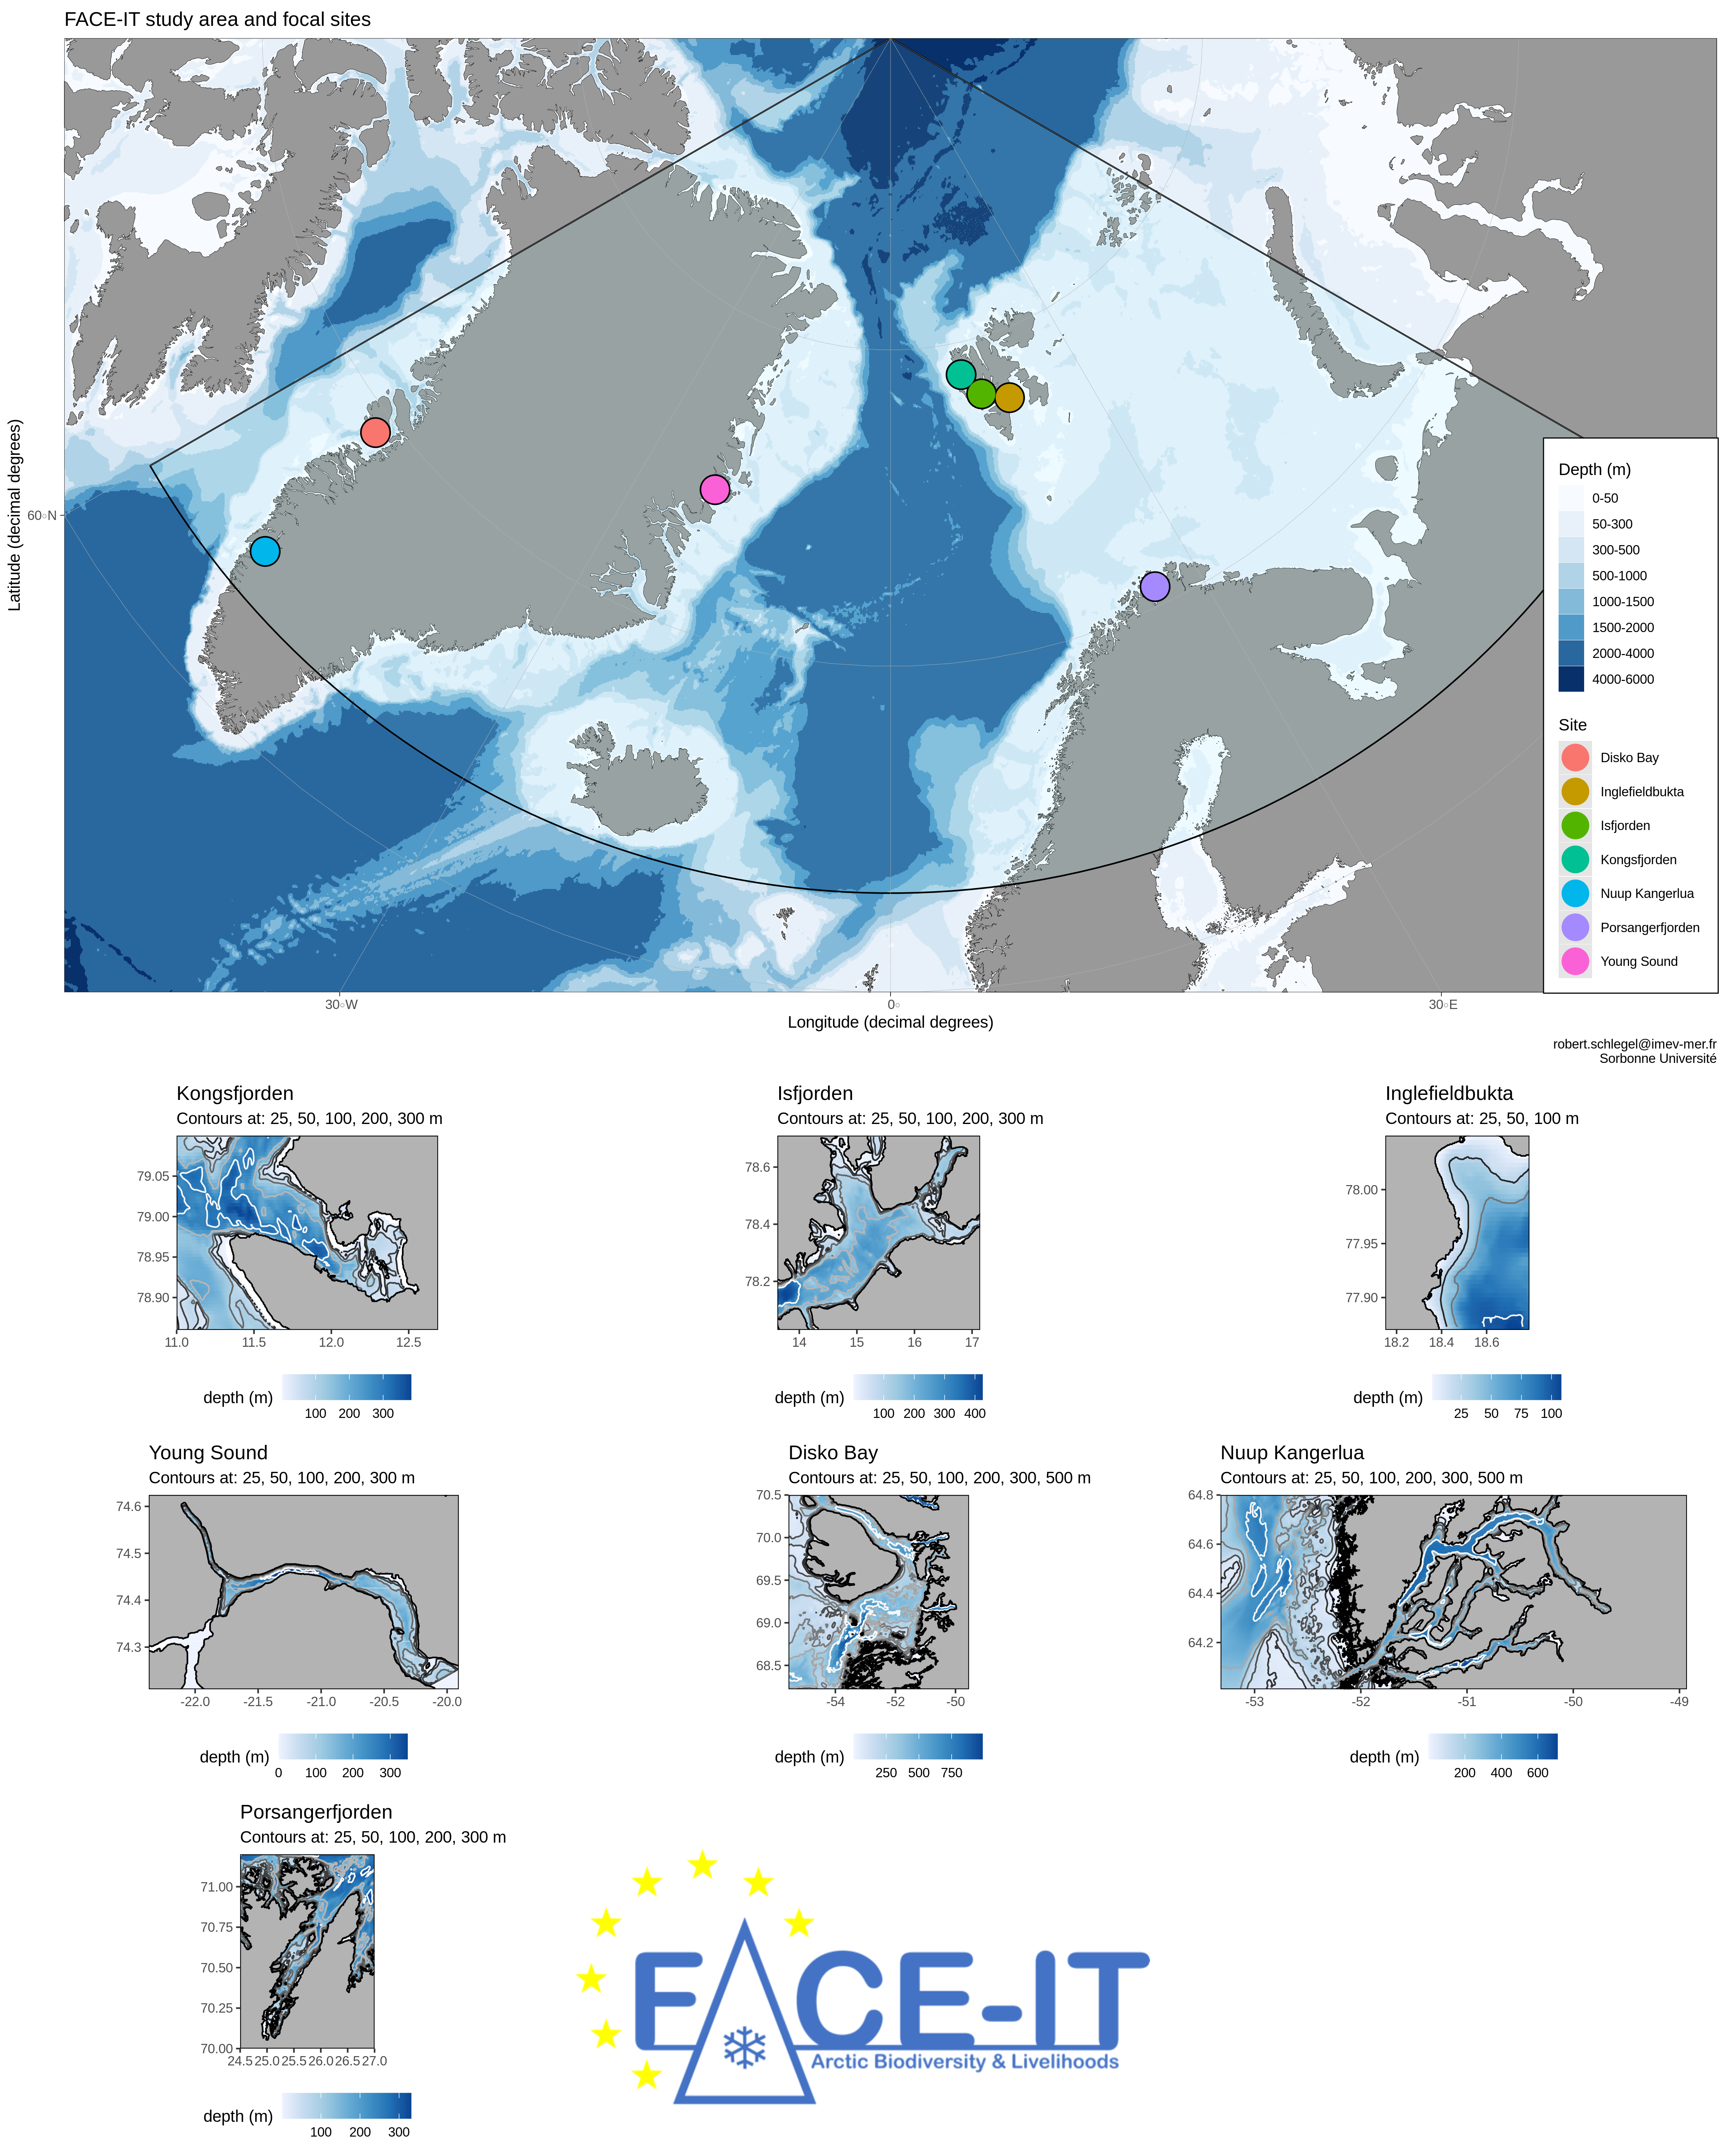 FACE-IT study area and focal sites
Latitude (decimal degrees)
60°N
Depth (m)
0-50
50-300
300-500
500-1000
1000-1500
1500-2000
2000-4000
4000-6000
Site
Disko Bay
Inglefieldbukta
Isfjorden
Kongsfjorden
Nuup Kangerlua
Porsangerfjorden
Young Sound
30°W 0° 30°E
Longitude (decimal degrees)
robert.schlegel@imev-mer.fr
Sorbonne Université
Kongsfjorden
Contours at: 25, 50, 100, 200, 300 m
79.05
79.00
78.95
78.90
11.0 11.5 12.0 12.5
depth (m)
100 200 300
Isfjorden
Contours at: 25, 50, 100, 200, 300 m
78.6
78.4
78.2
14 15 16 17
depth (m)
100 200 300 400
Inglefieldbukta
Contours at: 25, 50, 100 m
78.00
77.95
77.90
18.2 18.4 18.6
depth (m)
25 50 75 100
Young Sound
Contours at: 25, 50, 100, 200, 300 m
74.6
74.5
74.4
74.3
-22.0 -21.5 -21.0 -20.5 -20.0
depth (m)
0 100 200 300
Disko Bay
Contours at: 25, 50, 100, 200, 300, 500 m
70.5
70.0
69.5
69.0
68.5
-54 -52 -50
depth (m)
250 500 750
Nuup Kangerlua
Contours at: 25, 50, 100, 200, 300, 500 m
64.8
64.6
64.4
64.2
-53 -52 -51 -50 -49
depth (m)
200 400 600
Porsangerfjorden
Contours at: 25, 50, 100, 200, 300 m
71.00
70.75
70.50
70.25
70.00
24.5 25.0 25.5 26.0 26.5 27.0
depth (m)
100 200 300
FACE-IT
Arctic Biodiversity & Livelihoods